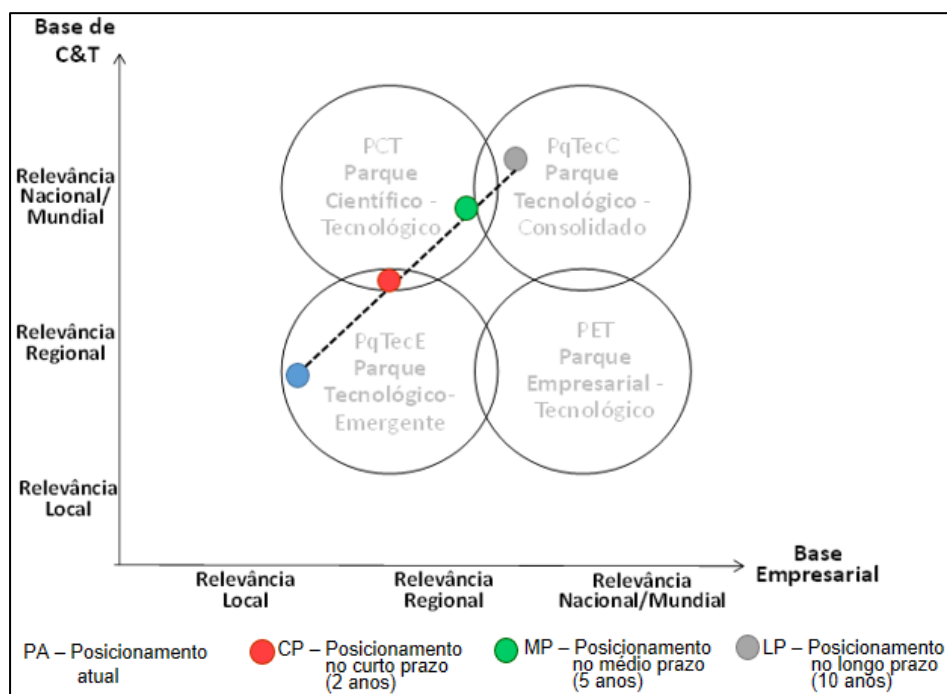 Base de
C&T
Relevância
Nacional/
Mundial
Relevância
Regional
Relevância
Local
PCT
Parque
Científico -
Tecnológico
PqTecC
Parque
Tecnológico -
Consolidado
PqTecE
Parque
Tecnológico-
Emergente
PET
Parque
Empresarial -
Tecnológico
Relevância
Local
Relevância
Regional
Relevância
Nacional/Mundial
Base
Empresarial
PA – Posicionamento
atual
CP – Posicionamento
no curto prazo
(2 anos)
MP – Posicionamento
no médio prazo
(5 anos)
LP – Posicionamento
no longo prazo
(10 anos)